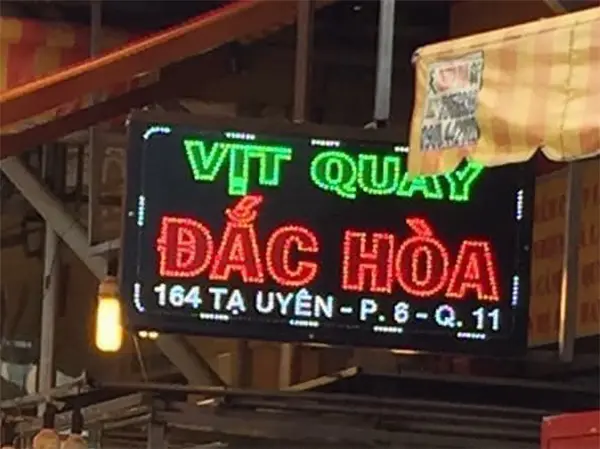 VỊT QUAY
ĐẮC HÒA
164 TẠ UYÊN - P. 6 - Q. 11